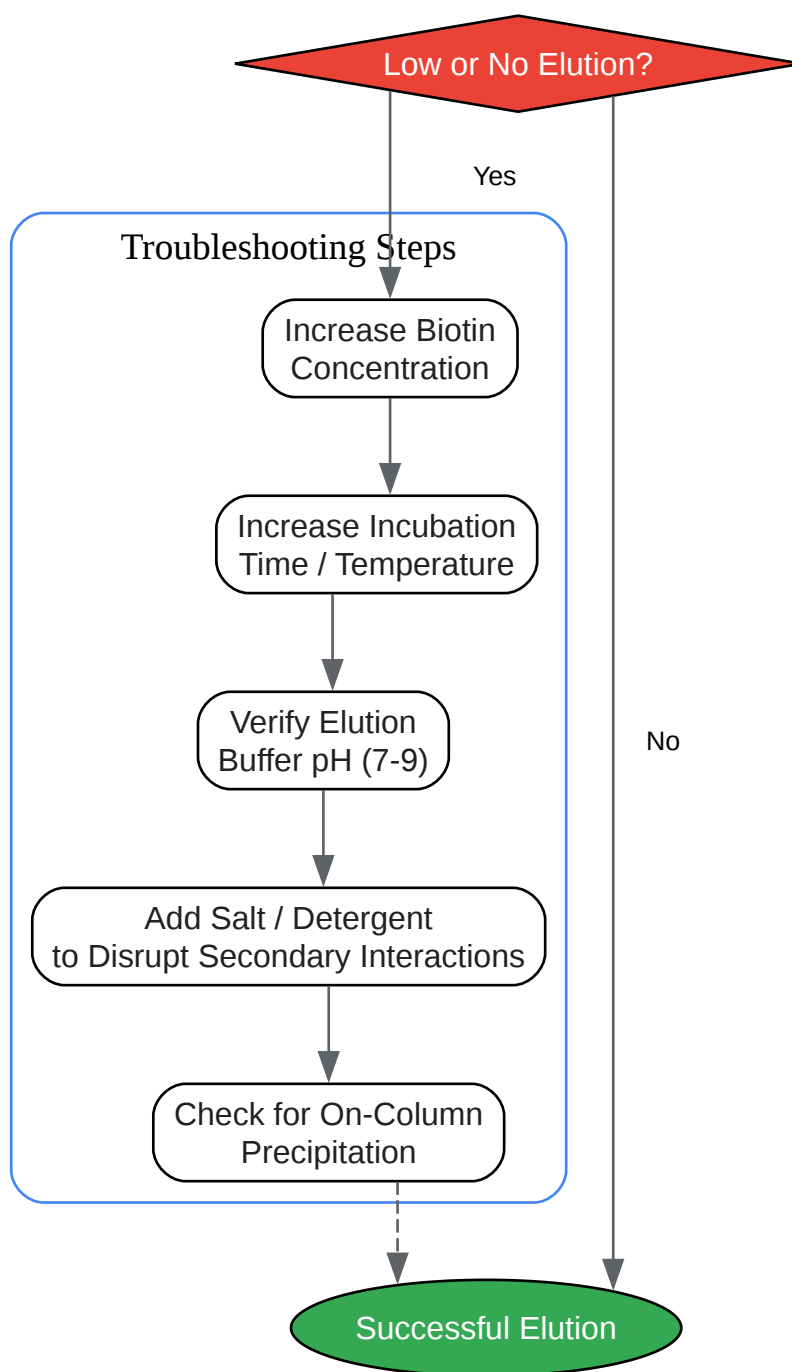 Low or No Elution?
Yes
Troubleshooting Steps
Increase Biotin
Concentration
Increase Incubation
Time / Temperature
Verify Elution
Buffer pH (7-9)
No
Add Salt / Detergent
to Disrupt Secondary Interactions
Check for On-Column
Precipitation
Successful Elution